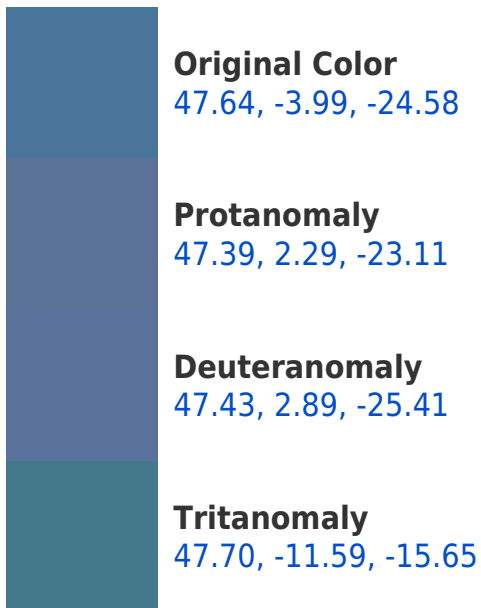 Original Color
47.64, -3.99, -24.58
Protanomaly
47.39, 2.29, -23.11
Deuteranomaly
47.43, 2.89, -25.41
Tritanomaly
47.70, -11.59, -15.65